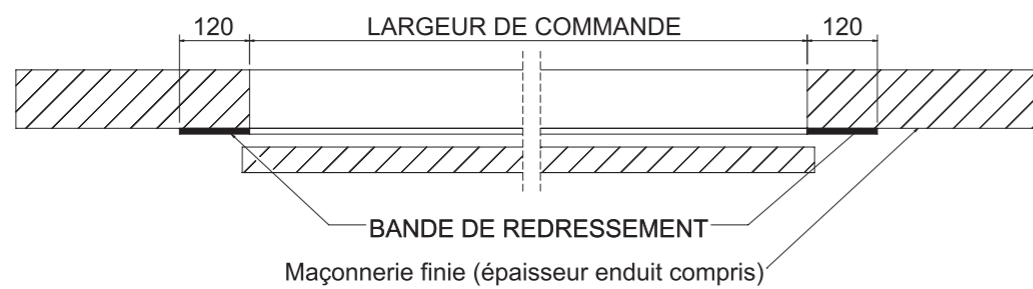 120 LARGEUR DE COMMANDE 120
BANDE DE REDRESSEMENT
Maçonnerie finie (épaisseur enduit compris)